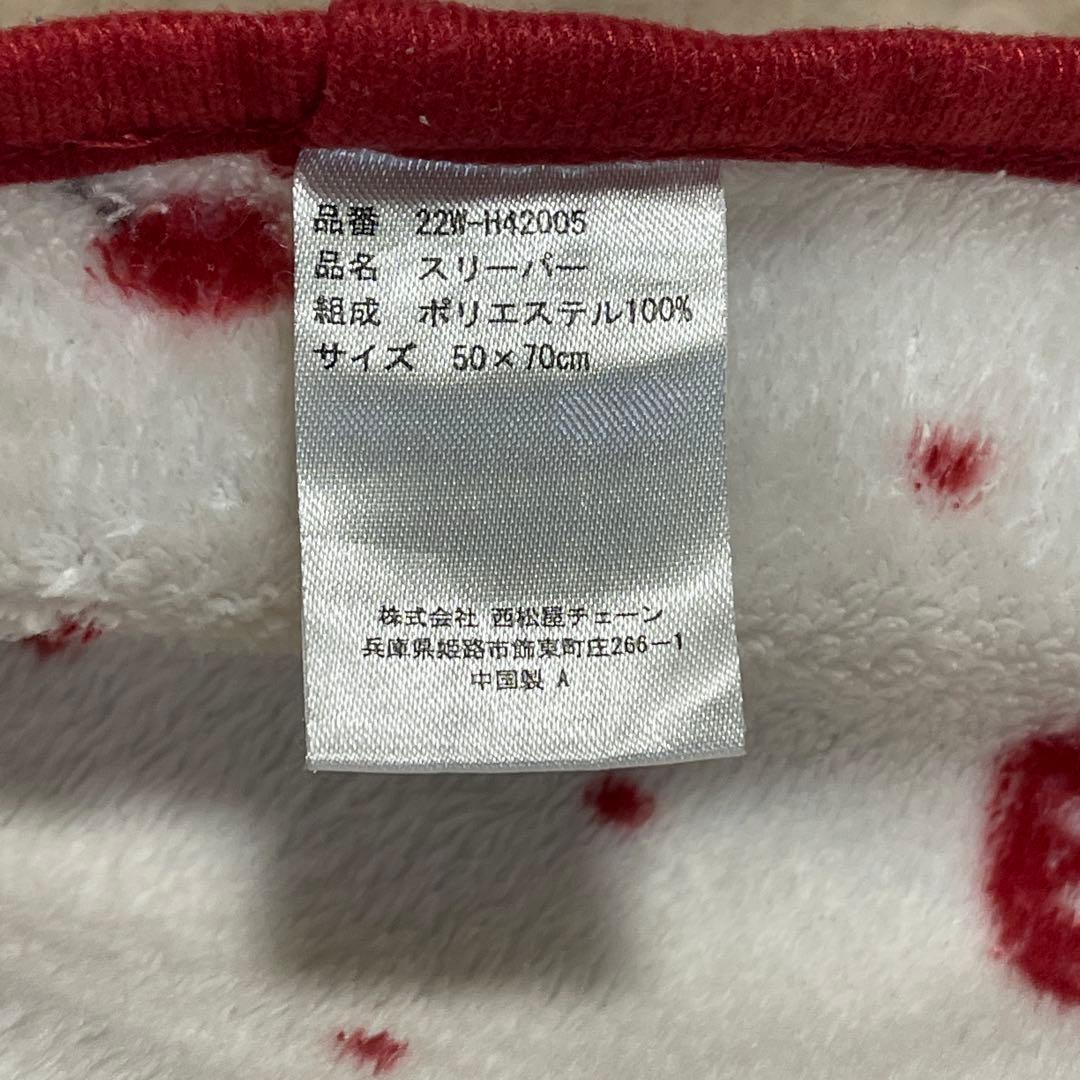 品番 22W-H42005
品名 スリーパー
組成 ポリエステル100%
サイズ 50×70cm
株式会社 西松屋チェーン
兵庫県姫路市飾東町庄266-1
中国製 A